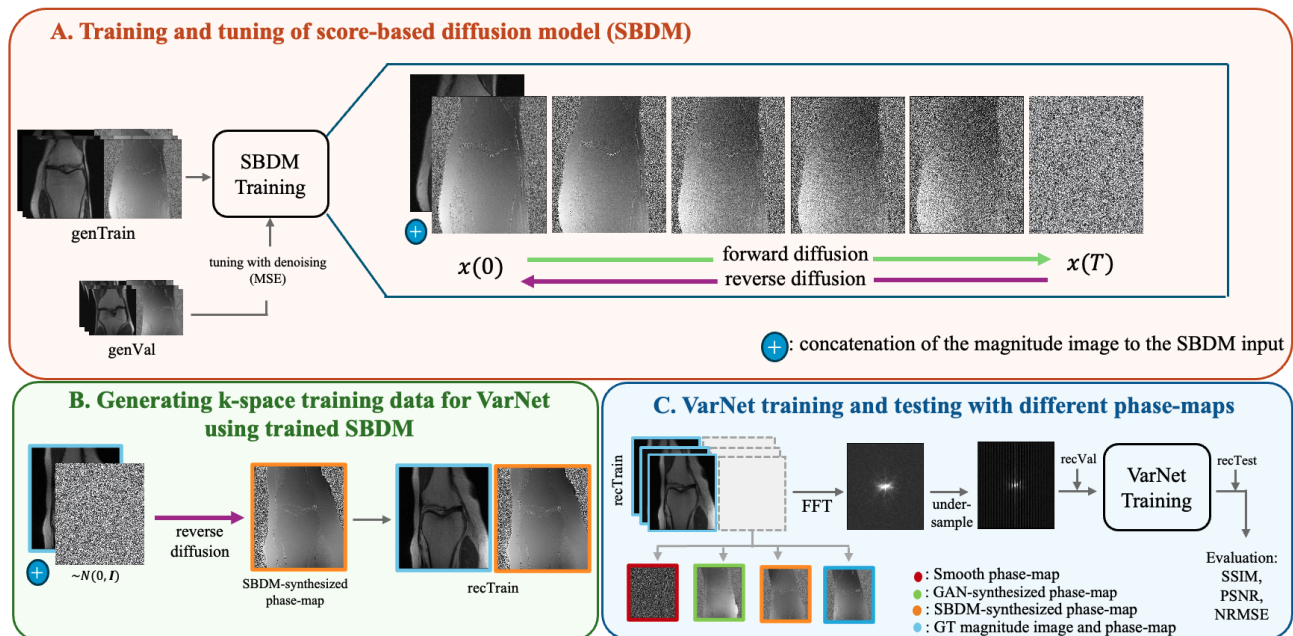 A. Training and tuning of score-based diffusion model (SBDM)
SBDM
Training
genTrain
tuning with denoising
(MSE)
genVal
+
x(0)
forward diffusion
reverse diffusion
x(T)
+: concatenation of the magnitude image to the SBDM input
B. Generating k-space training data for VarNet
using trained SBDM
+
~N(0, I)
reverse
diffusion
SBDM-synthesized
phase-map
recTrain
C. VarNet training and testing with different phase-maps
recTrain
FFT
under-
sample
recVal
VarNet
Training
recTest
Evaluation:
SSIM,
PSNR,
NRMSE
: Smooth phase-map
: GAN-synthesized phase-map
: SBDM-synthesized phase-map
: GT magnitude image and phase-map